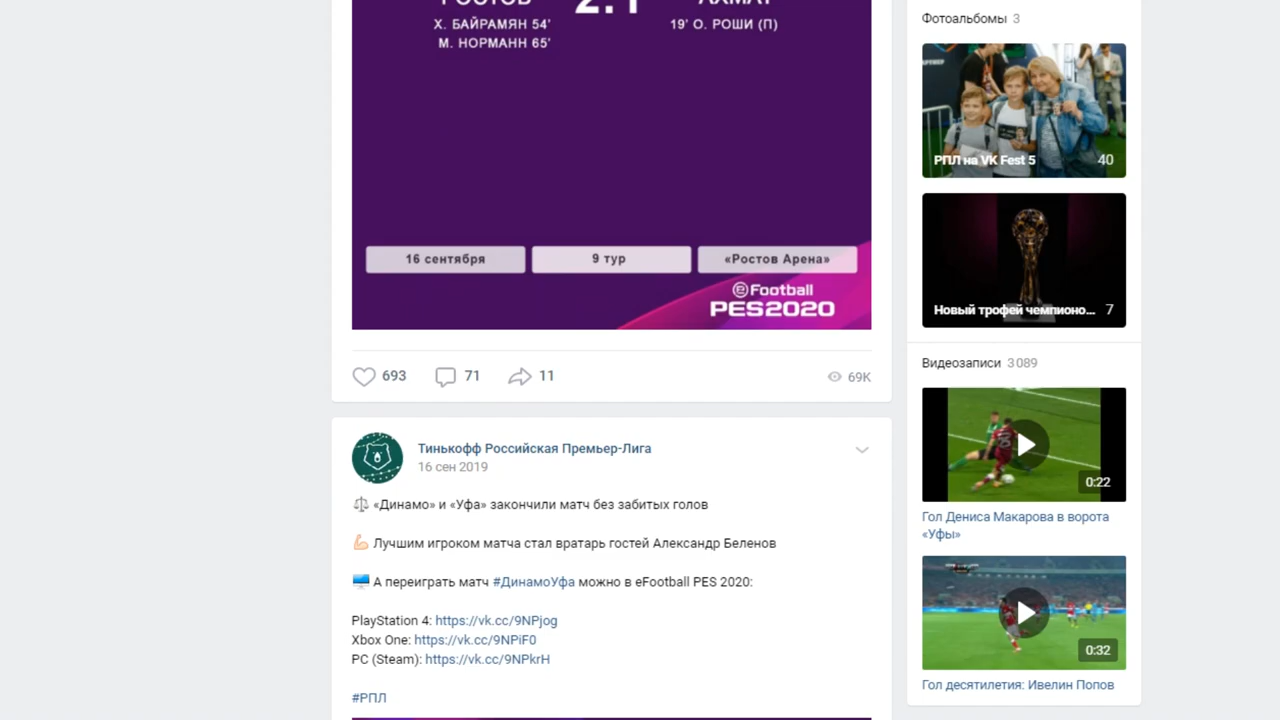 РОСТОВ 2:1 АХМАТ
Х. БАЙРАМЯН 54'
19' О. РОШИ (П)
М. НОРМАНН 65'
16 сентября
9 тур
«Ростов Арена»
eFootball
PES2020
693
71
11
69K
Тинькофф Российская Премьер-Лига
16 сен 2019
«Динамо» и «Уфа» закончили матч без забитых голов
Лучшим игроком матча стал вратарь гостей Александр Беленов
А переиграть матч #ДинамоУфа можно в eFootball PES 2020:
PlayStation 4: https://vk.cc/9NPjog
Xbox One: https://vk.cc/9NPiF0
PC (Steam): https://vk.cc/9NPkrH
#РПЛ
Фотоальбомы 3
РПЛ на VK Fest 5 40
Новый трофей чемпионо... 7
Видеозаписи 3 089
0:22
Гол Дениса Макарова в ворота
«Уфы»
0:32
Гол десятилетия: Ивелин Попов